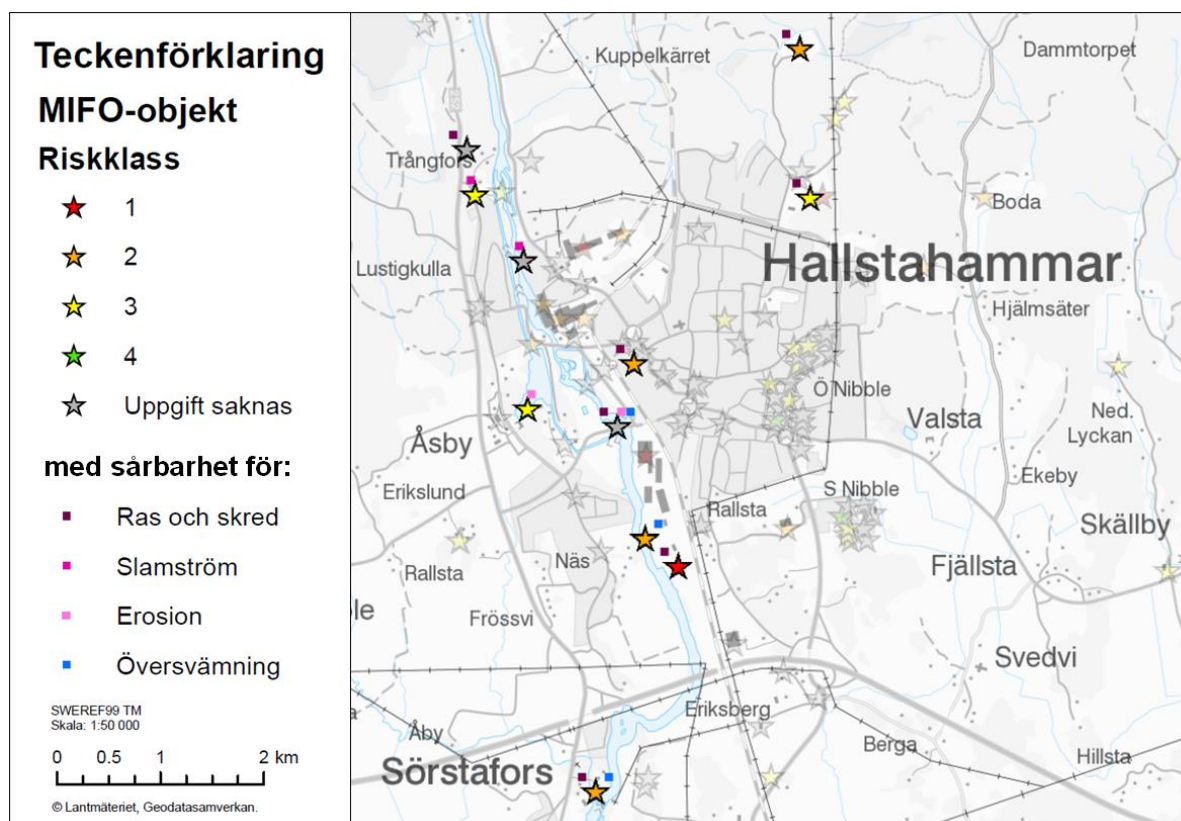 Teckenförklaring
MIFO-objekt
Riskklass
1
2
3
4
Uppgift saknas
med sårbarhet för:
Ras och skred
Slamström
Erosion
Översvämning
SWEREF99 TM
Skala: 1:50 000
0 0.5 1 2 km
© Lantmäteriet, Geodatasamverkan.
Kuppelkärret
Dammtorpet
Trångfors
Boda
Hallstahammar
Lustigkulla
Hjälmsäter
Ö Nibble
Valsta
Ned.
Lyckan
Åsby
Ekeby
Erikslund
S Nibble
Rallsta
Skällby
Näs
Fjällsta
Rallsta
Frössvi
Svedvi
Eriksberg
Åby
Berga
Hillsta
Sörstafors